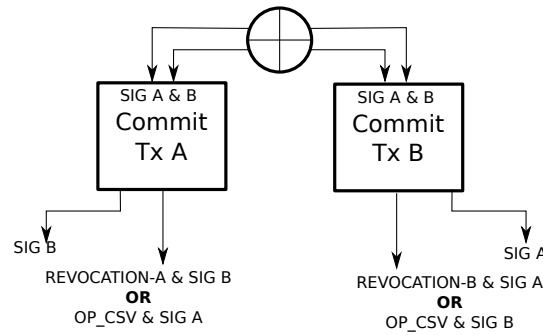 SIG A & B
Commit
Tx A
SIG B
REVOCATION-A & SIG B
OR
OP_CSV & SIG A
SIG A & B
Commit
Tx B
SIG A
REVOCATION-B & SIG A
OR
OP_CSV & SIG B